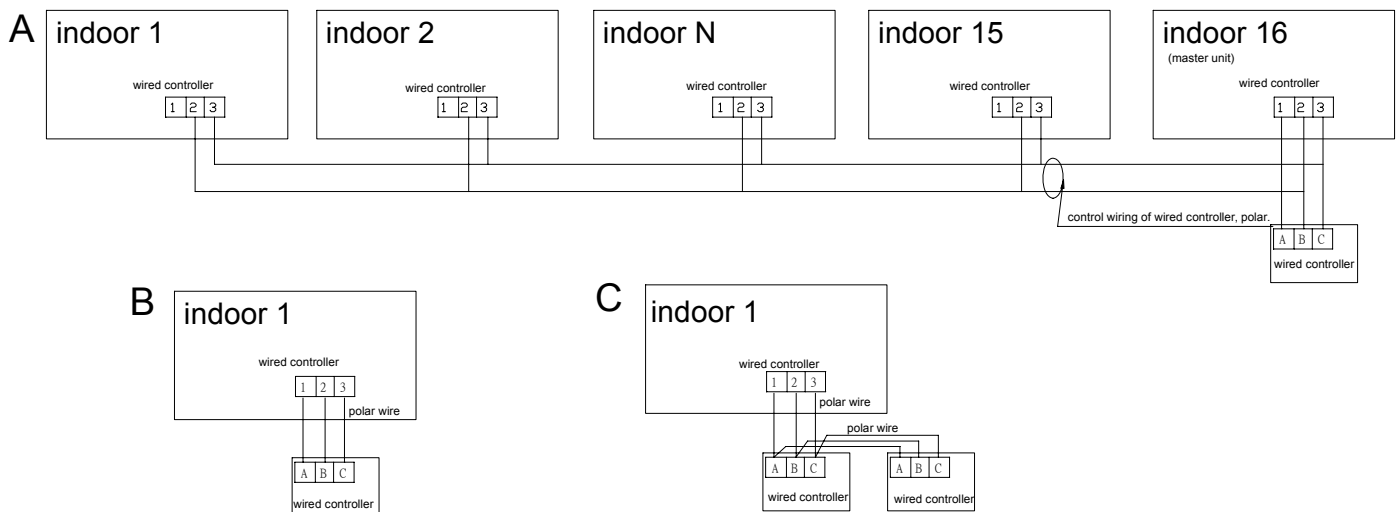 A
indoor 1
wired controller
1 2 3
indoor 2
wired controller
1 2 3
indoor N
wired controller
1 2 3
indoor 15
wired controller
1 2 3
indoor 16
(master unit)
wired controller
1 2 3
control wiring of wired controller, polar.
A B C
wired controller
B
indoor 1
wired controller
1 2 3
polar wire
A B C
wired controller
C
indoor 1
wired controller
1 2 3
polar wire
polar wire
A B C
wired controller
A B C
wired controller